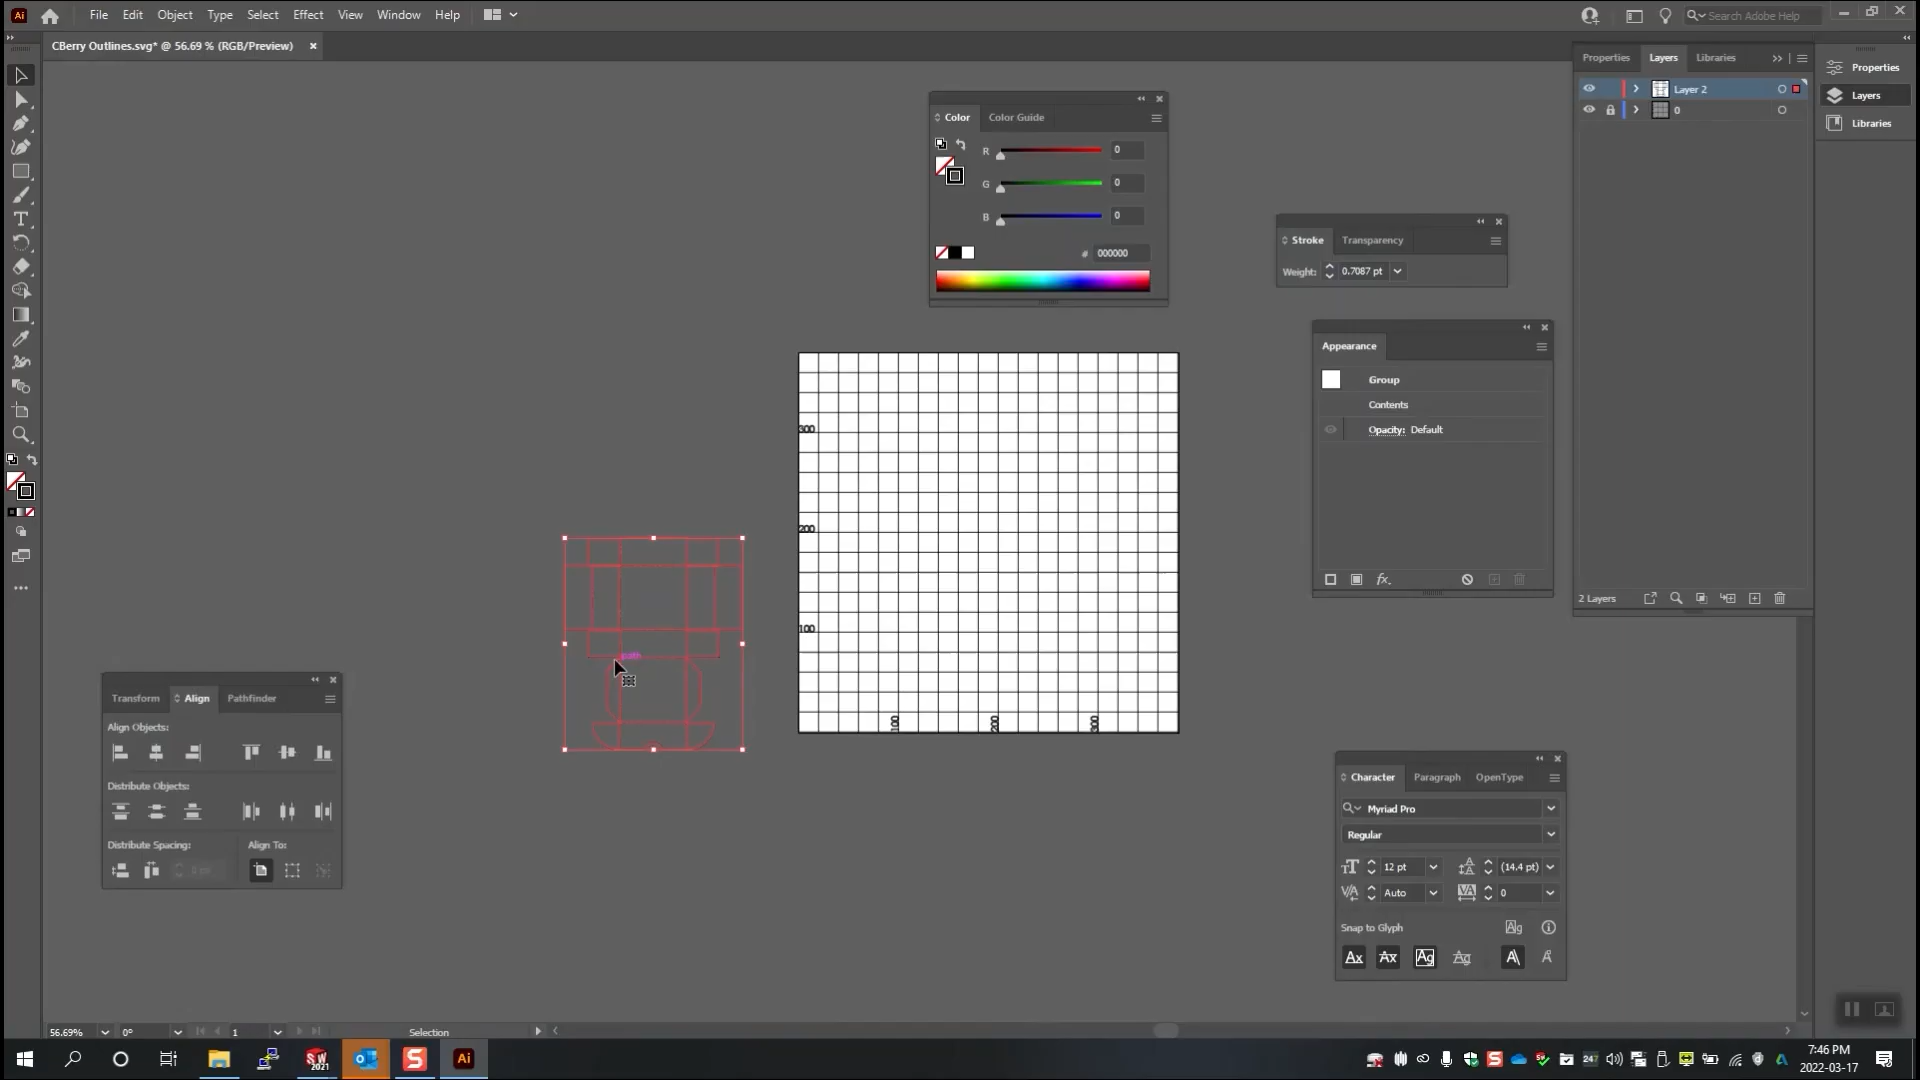 Ai File Edit Object Type Select Effect View Window Help Search Adobe Help
CBerry Outlines.svg* @ 56.69 % (RGB/Preview)
Color Color Guide
R 0
G 0
B 0
# 000000
Stroke Transparency
Weight: 0.7087 pt
Properties Layers Libraries
Layer 2
0
2 Layers
Properties
Layers
Libraries
Appearance
Group
Contents
Opacity: Default
fx.
300
200
100
100 200 300
Transform Align Pathfinder
Align Objects:
Distribute Objects:
Distribute Spacing: Align To:
0 px
Character Paragraph OpenType
Myriad Pro
Regular
12 pt (14.4 pt)
Auto 0
Snap to Glyph
56.69% 0° 1 Selection
7:46 PM
2022-03-17